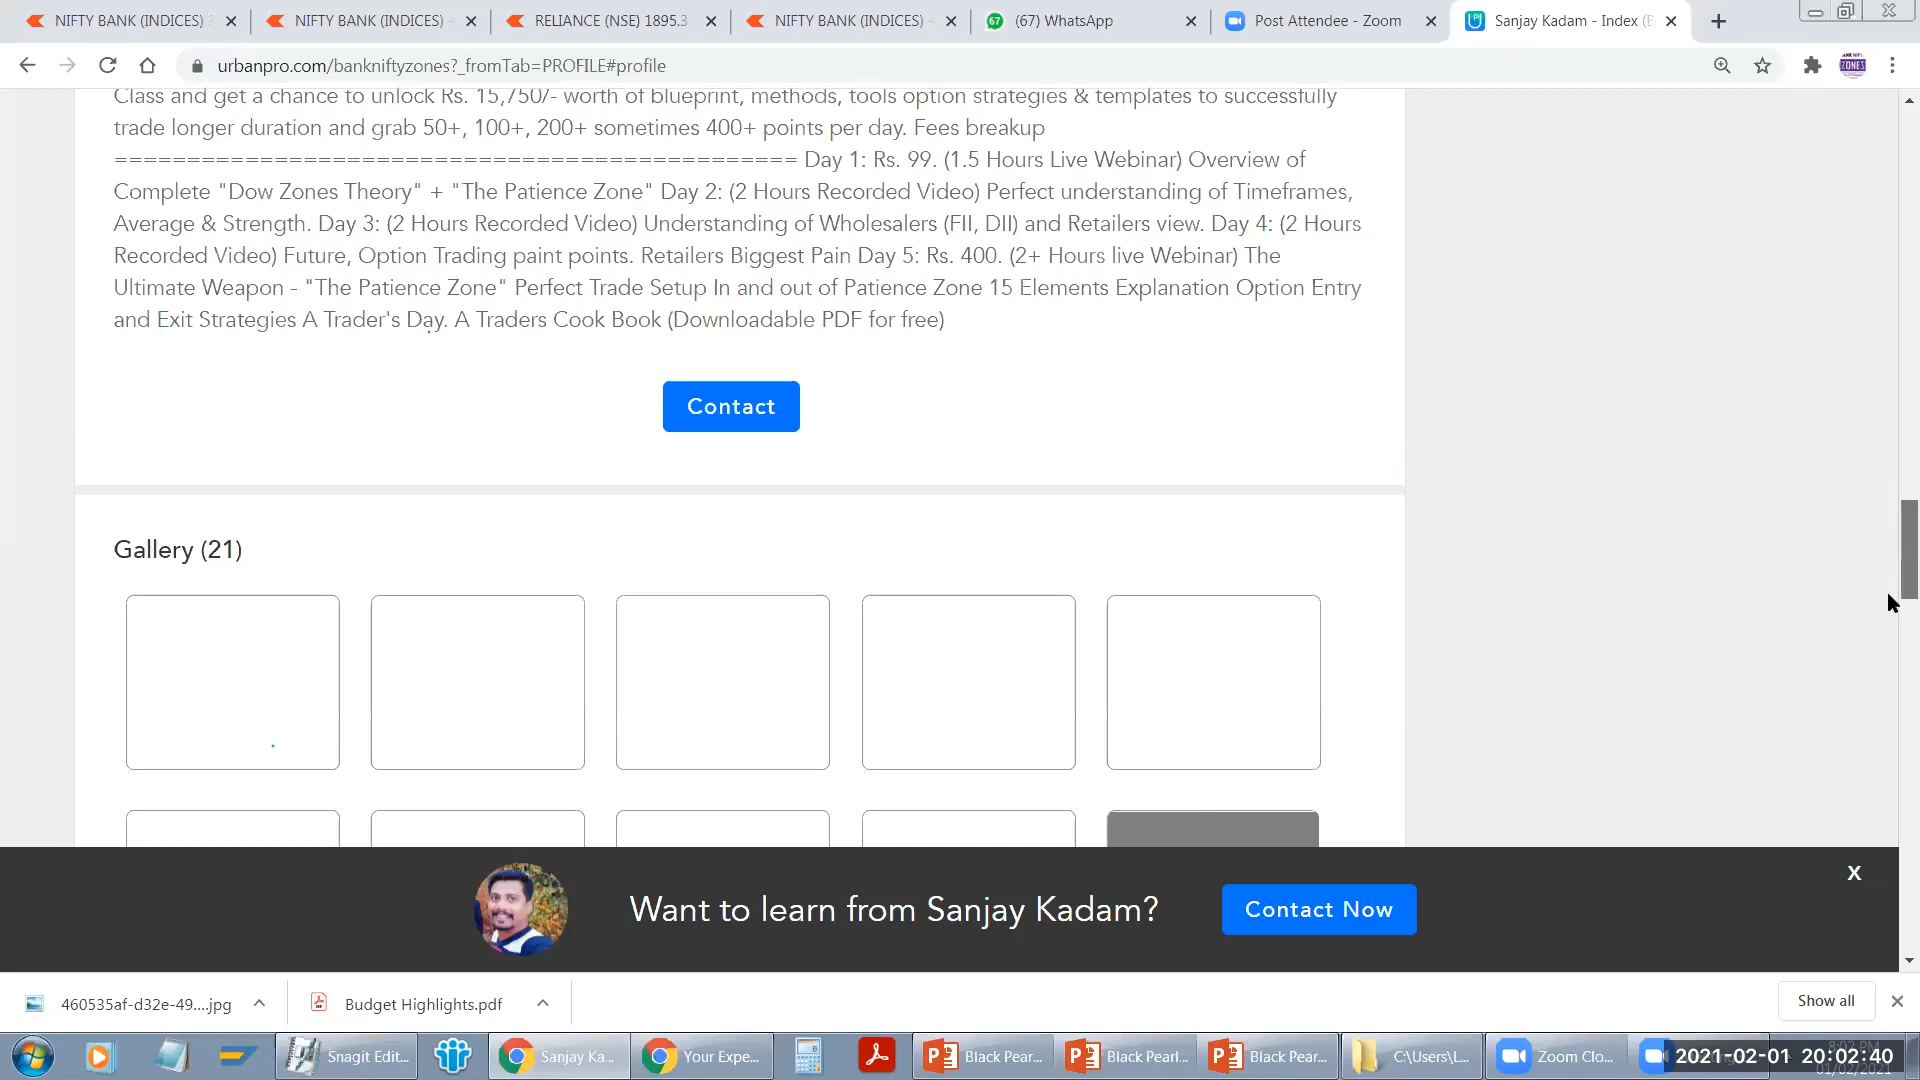 NIFTY BANK (INDICES)
NIFTY BANK (INDICES) -
RELIANCE (NSE) 1895.3
NIFTY BANK (INDICES) -
67
(67) WhatsApp
Post Attendee - Zoom
Sanjay Kadam - Index (B
urbanpro.com/bankniftyzones?_fromTab=PROFILE#profile
ZONES
Class and get a chance to unlock Rs. 15,750/- worth of blueprint, methods, tools option strategies & templates to successfully
trade longer duration and grab 50+, 100+, 200+ sometimes 400+ points per day. Fees breakup
=============================================== Day 1: Rs. 99. (1.5 Hours Live Webinar) Overview of
Complete "Dow Zones Theory" + "The Patience Zone" Day 2: (2 Hours Recorded Video) Perfect understanding of Timeframes,
Average & Strength. Day 3: (2 Hours Recorded Video) Understanding of Wholesalers (FII, DII) and Retailers view. Day 4: (2 Hours
Recorded Video) Future, Option Trading paint points. Retailers Biggest Pain Day 5: Rs. 400. (2+ Hours live Webinar) The
Ultimate Weapon - "The Patience Zone" Perfect Trade Setup In and out of Patience Zone 15 Elements Explanation Option Entry
and Exit Strategies A Trader's Day. A Traders Cook Book (Downloadable PDF for free)
Contact
Gallery (21)
X
Want to learn from Sanjay Kadam?
Contact Now
460535af-d32e-49....jpg
Budget Highlights.pdf
Show all
Snagit Edit...
Sanjay Ka...
Your Expe...
Black Pear...
Black Pearl...
Black Pear...
C:\Users\L...
Zoom Clo...
2021-02-01 20:02:40
01/02/2021